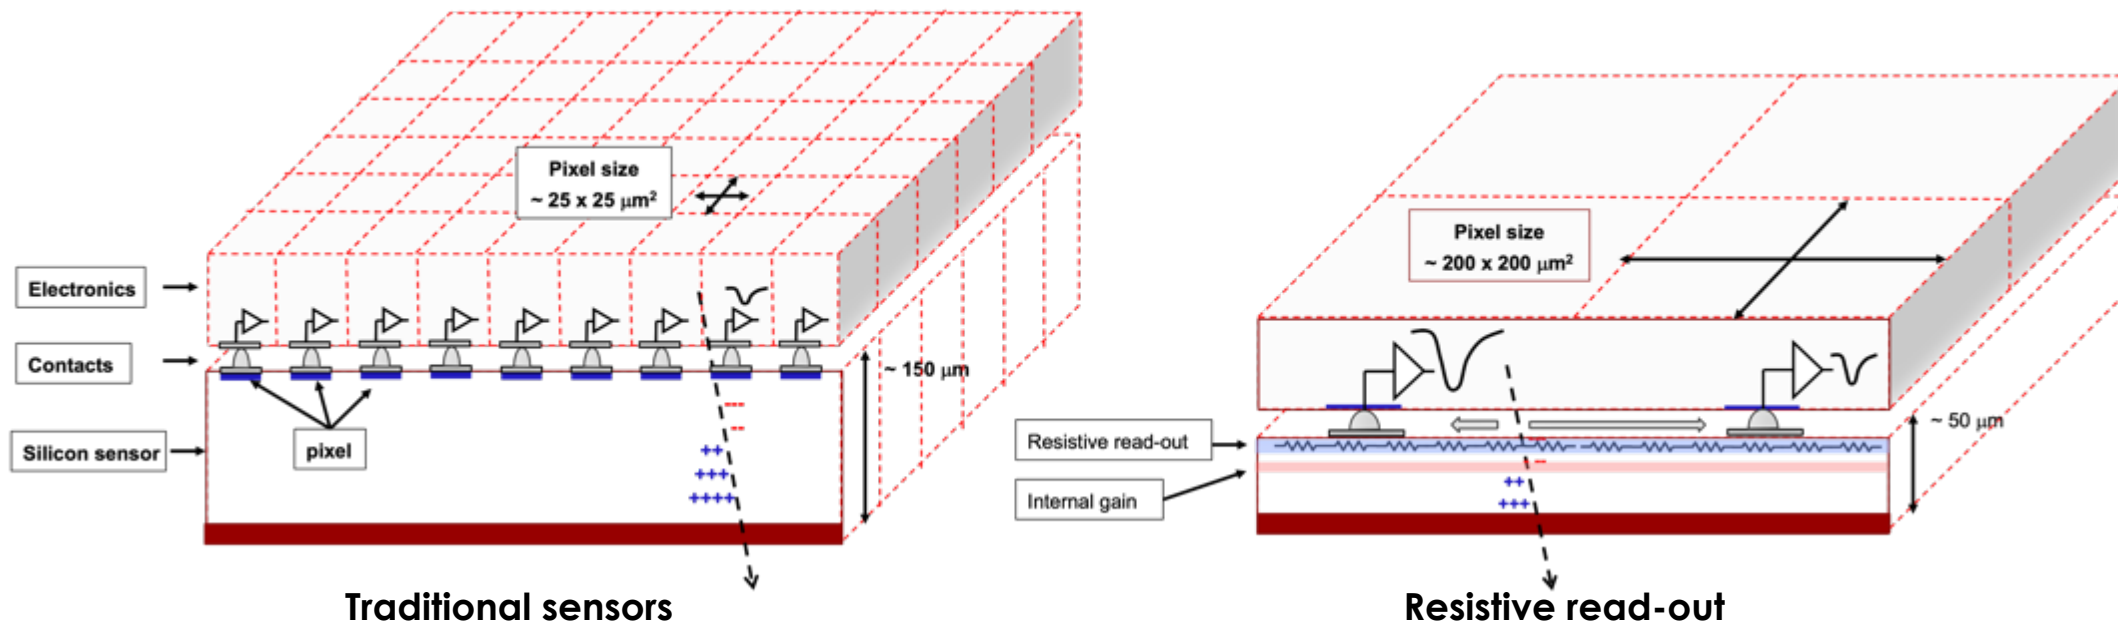 Pixel size
~ 25 x 25 μm²
Electronics
Contacts
~ 150 μm
Silicon sensor
pixel
--- 
--
++
+++
++++
Traditional sensors
Pixel size
~ 200 x 200 μm²
~ 50 μm
Resistive read-out
Internal gain
--
--
++
+++
Resistive read-out